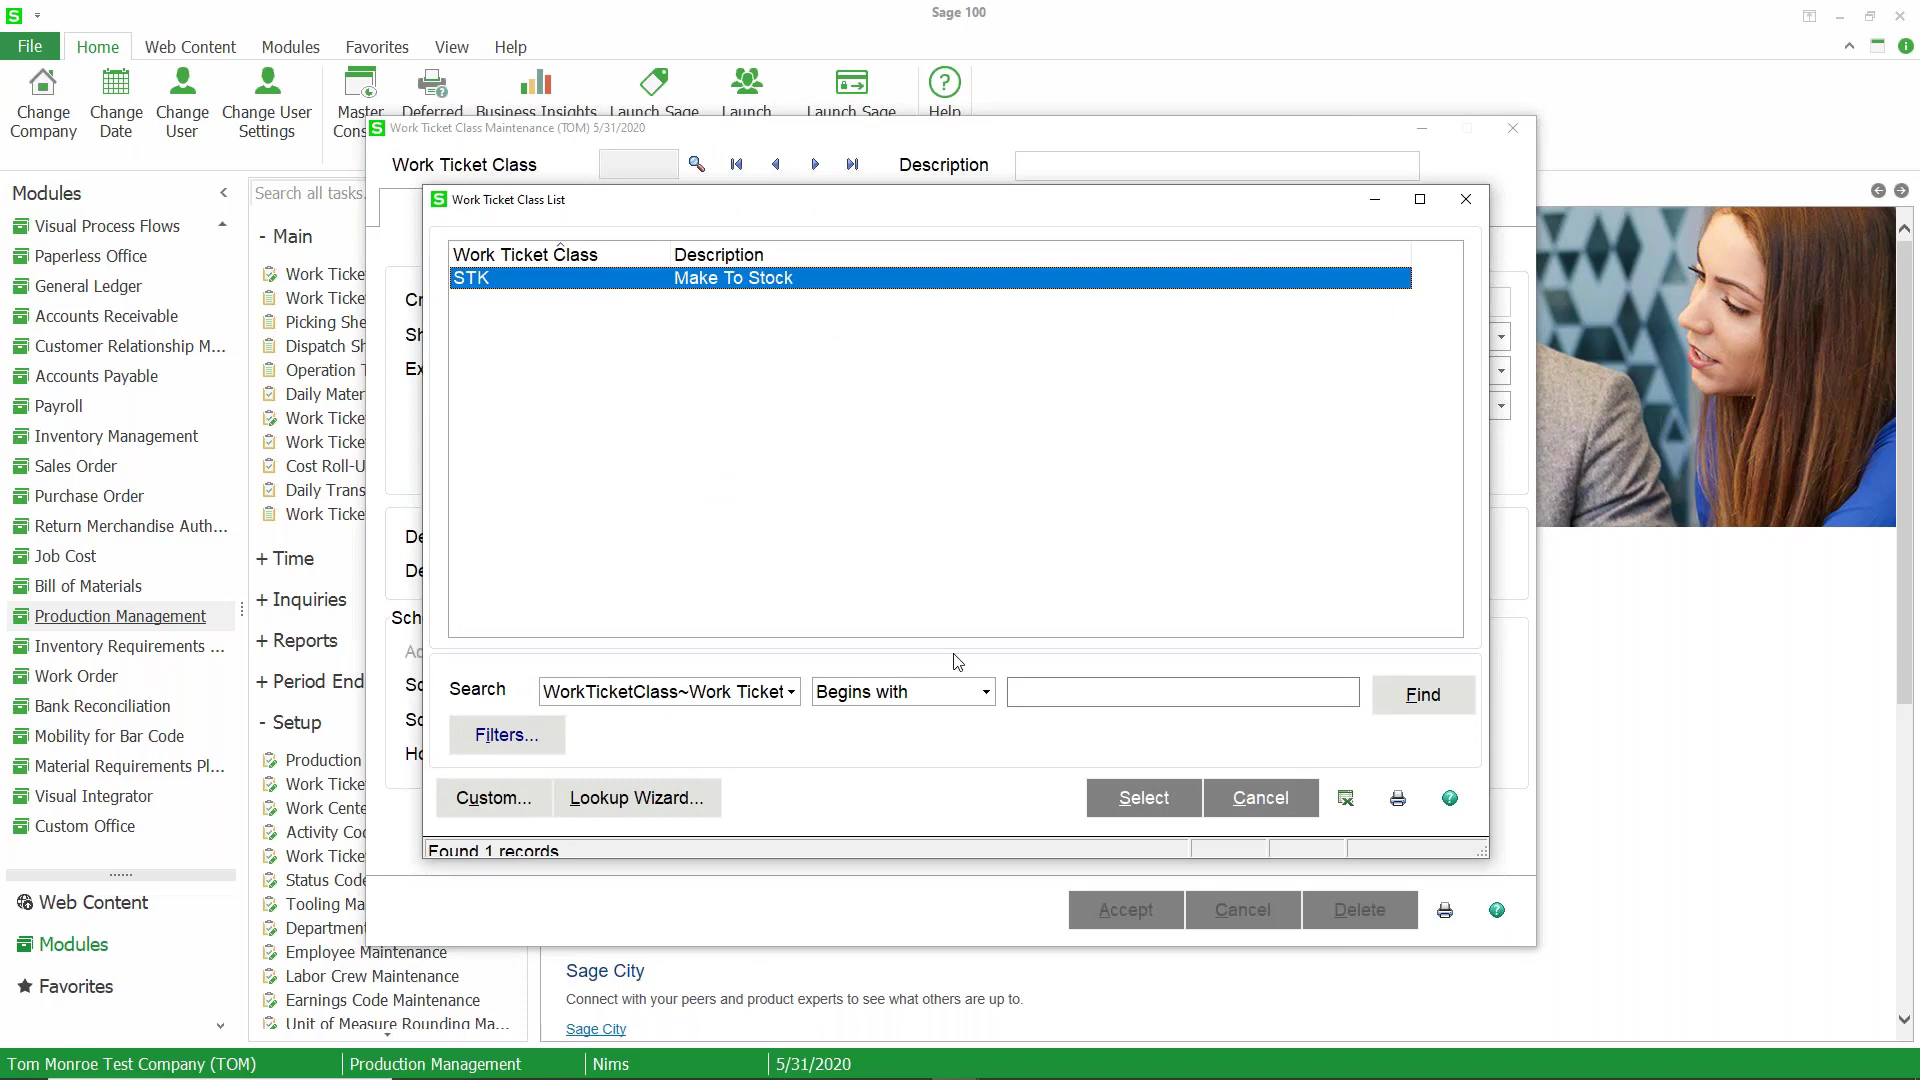 Sage 100
File
Home
Web Content
Modules
Favorites
View
Help
Change Company
Change Date
Change User
Change User Settings
Master
Deferred
Business Insights
Launch Sage
Launch
Launch Sage
Help
Work Ticket Class Maintenance (TOM) 5/31/2020
Work Ticket Class
Description
Modules
Visual Process Flows
Paperless Office
General Ledger
Accounts Receivable
Customer Relationship M...
Accounts Payable
Payroll
Inventory Management
Sales Order
Purchase Order
Return Merchandise Auth...
Job Cost
Bill of Materials
Production Management
Inventory Requirements ...
Work Order
Bank Reconciliation
Mobility for Bar Code
Material Requirements Pl...
Visual Integrator
Custom Office
Web Content
Modules
Favorites
Search all tasks.
- Main
Work Ticke
Work Ticke
Picking She
Dispatch Sh
Operation T
Daily Mater
Work Ticke
Work Ticke
Cost Roll-U
Daily Trans
Work Ticke
+ Time
+ Inquiries
+ Reports
+ Period End
- Setup
Production
Work Ticke
Work Cente
Activity Cod
Work Ticke
Status Code
Tooling Ma
Department
Employee Maintenance
Labor Crew Maintenance
Earnings Code Maintenance
Unit of Measure Rounding Ma...
Work Ticket Class List
Work Ticket Class
Description
STK
Make To Stock
Search
WorkTicketClass~Work Ticket
Begins with
Find
Filters...
Custom...
Lookup Wizard...
Select
Cancel
Found 1 records
Accept
Cancel
Delete
Sage City
Connect with your peers and product experts to see what others are up to.
Sage City
Tom Monroe Test Company (TOM)
Production Management
Nims
5/31/2020